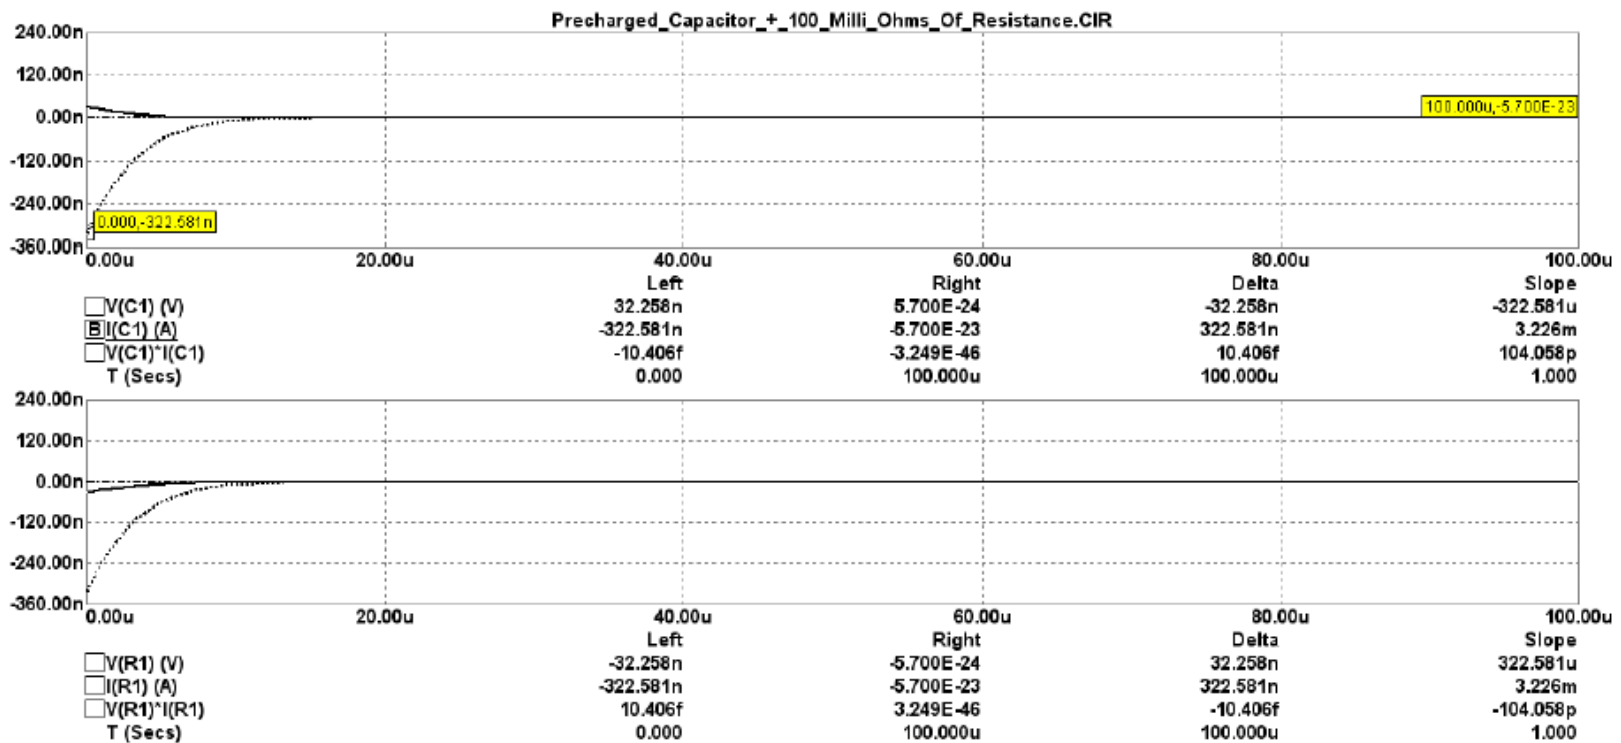 Precharged_Capacitor_+_100_Milli_Ohms_Of_Resistance.CIR
240.00n
120.00n
0.00n
-120.00n
-240.00n
-360.00n
100.000u,-5.700E-23
0.000,-322.581n
0.00u 20.00u 40.00u 60.00u 80.00u 100.00u
Left Right Delta Slope
V(C1) (V) 32.258n 5.700E-24 -32.258n -322.581u
B I(C1) (A) -322.581n -5.700E-23 322.581n 3.226m
V(C1)*I(C1) -10.406f -3.249E-46 10.406f 104.058p
T (Secs) 0.000 100.000u 100.000u 1.000
240.00n
120.00n
0.00n
-120.00n
-240.00n
-360.00n
0.00u 20.00u 40.00u 60.00u 80.00u 100.00u
Left Right Delta Slope
V(R1) (V) -32.258n -5.700E-24 32.258n 322.581u
I(R1) (A) -322.581n -5.700E-23 322.581n 3.226m
V(R1)*I(R1) 10.406f 3.249E-46 -10.406f -104.058p
T (Secs) 0.000 100.000u 100.000u 1.000